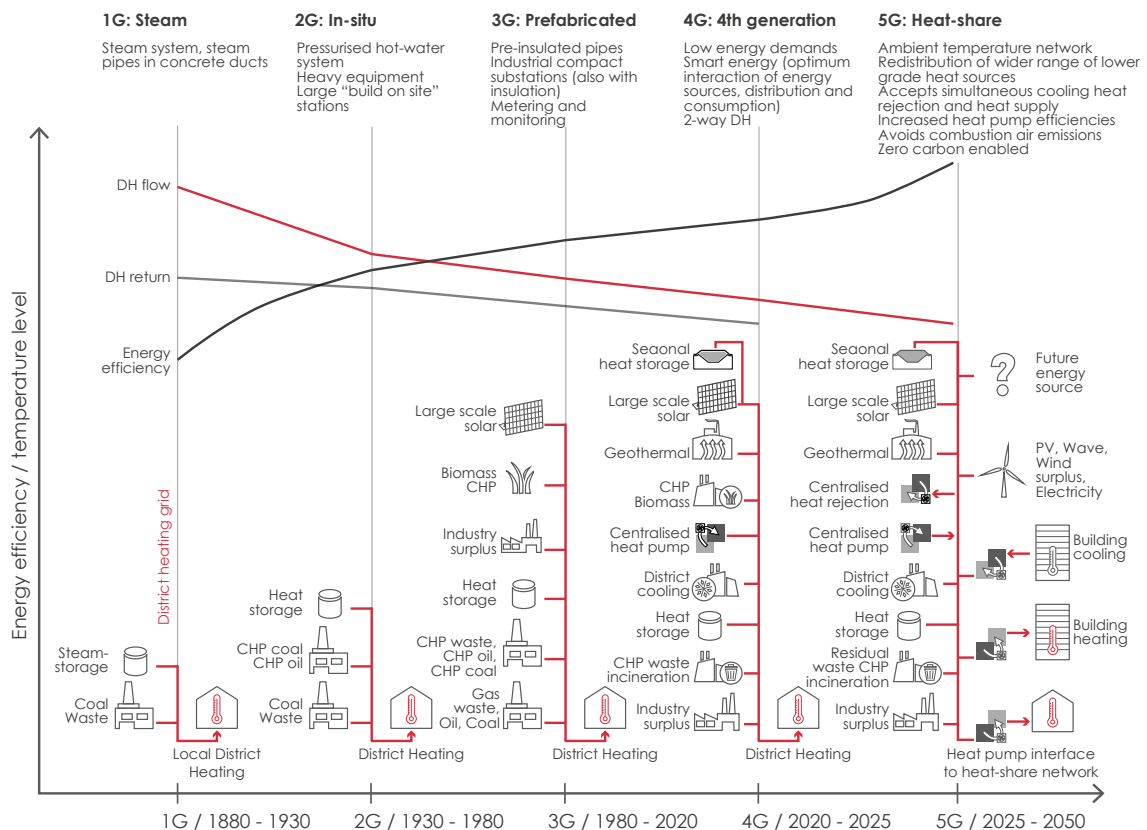 1G: Steam
Steam system, steam
pipes in concrete ducts
2G: In-situ
Pressurised hot-water
system
Heavy equipment
Large “build on site”
stations
3G: Prefabricated
Pre-insulated pipes
Industrial compact
substations (also with
insulation)
Metering and
monitoring
4G: 4th generation
Low energy demands
Smart energy (optimum
interaction of energy
sources, distribution and
consumption)
2-way DH
5G: Heat-share
Ambient temperature network
Redistribution of wider range of lower
grade heat sources
Accepts simultaneous cooling heat
rejection and heat supply
Increased heat pump efficiencies
Avoids combustion air emissions
Zero carbon enabled
Energy efficiency / temperature level
DH flow
DH return
Energy
efficiency
District heating grid
Steam-
storage
Coal
Waste
Local District
Heating
Heat
storage
CHP coal
CHP oil
Coal
Waste
District Heating
Large scale
solar
Biomass
CHP
Industry
surplus
Heat
storage
CHP waste,
CHP oil,
CHP coal
Gas
waste,
Oil, Coal
District Heating
Seaonal
heat storage
Large scale
solar
Geothermal
CHP
Biomass
Centralised
heat pump
District
cooling
Heat
storage
CHP waste
incineration
Industry
surplus
District Heating
Seaonal
heat storage
Large scale
solar
Geothermal
Centralised
heat rejection
Centralised
heat pump
District
cooling
Heat
storage
Residual
waste CHP
incineration
Industry
surplus
?
Future
energy
source
PV, Wave,
Wind
surplus,
Electricity
Building
cooling
Building
heating
Heat pump interface
to heat-share network
1G / 1880 - 1930
2G / 1930 - 1980
3G / 1980 - 2020
4G / 2020 - 2025
5G / 2025 - 2050